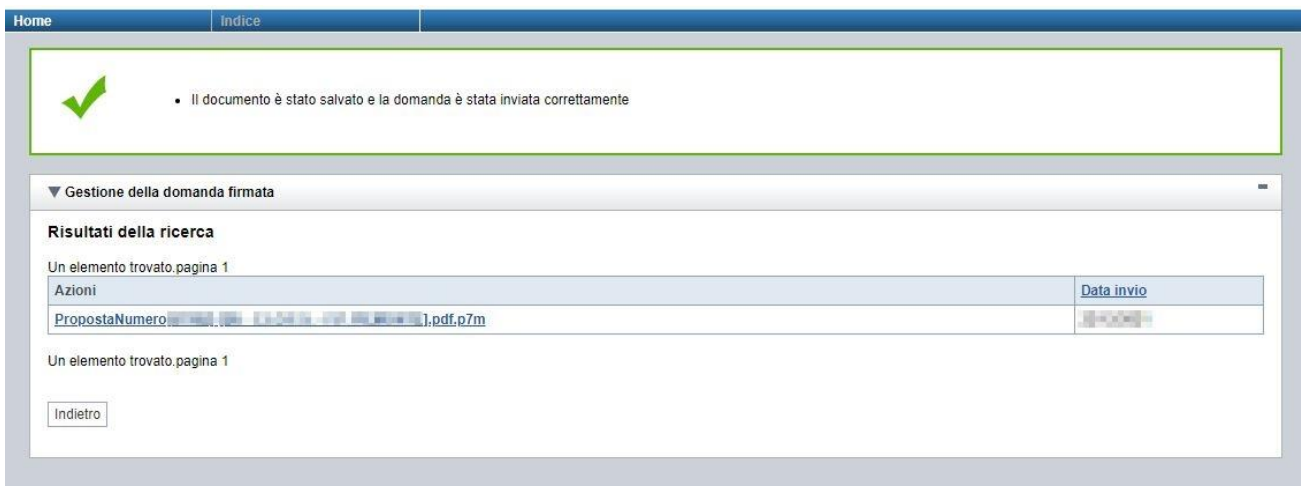 Home Indice
Il documento è stato salvato e la domanda è stata inviata correttamente
Gestione della domanda firmata
Risultati della ricerca
Un elemento trovato.pagina 1
Azioni Data invio
PropostaNumero ].pdf.p7m
Un elemento trovato.pagina 1
Indietro